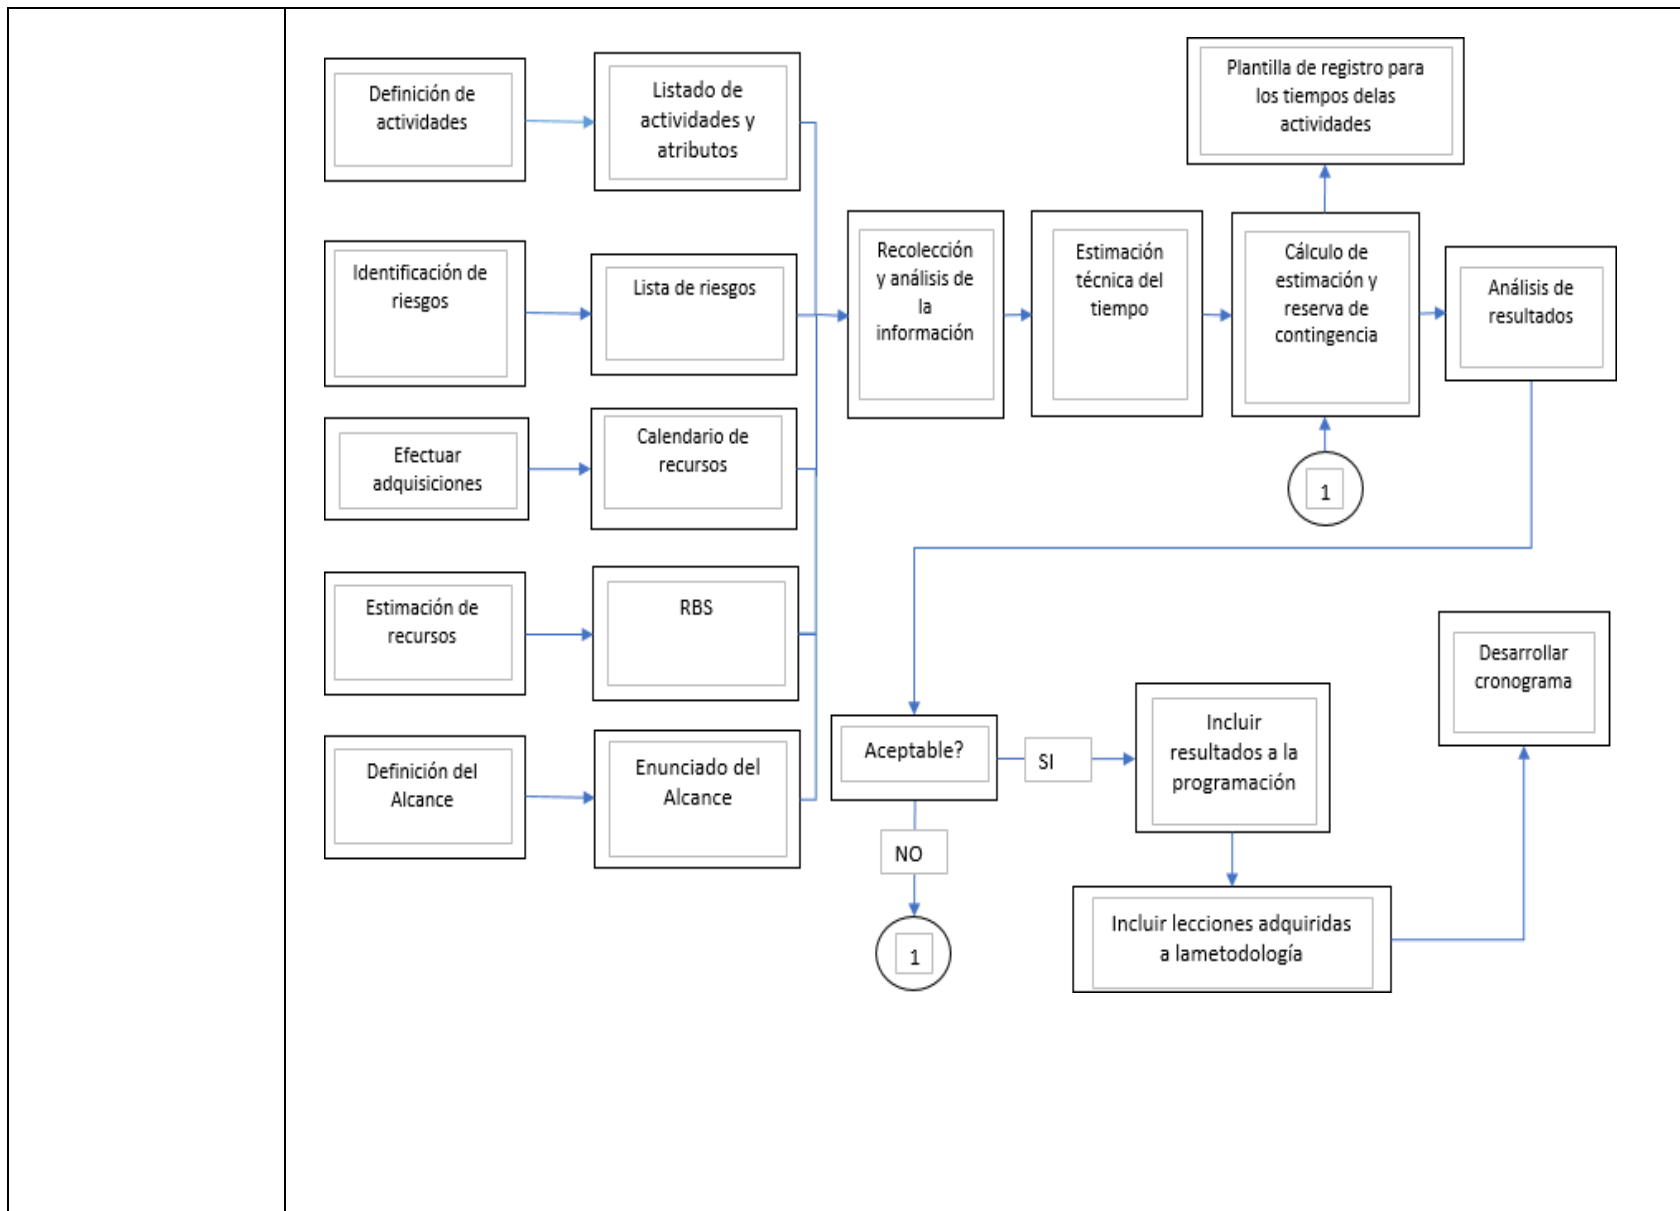 Definición de
actividades
Listado de
actividades y
atributos
Plantilla de registro para
los tiempos delas
actividades
Identificación de
riesgos
Lista de riesgos
Recolección
y análisis de
la
información
Estimación
técnica del
tiempo
Cálculo de
estimación y
reserva de
contingencia
Análisis de
resultados
Efectuar
adquisiciones
Calendario de
recursos
1
Estimación de
recursos
RBS
Definición del
Alcance
Enunciado del
Alcance
Aceptable?
SI
NO
1
Incluir
resultados a la
programación
Incluir lecciones adquiridas
a lametodología
Desarrollar
cronograma